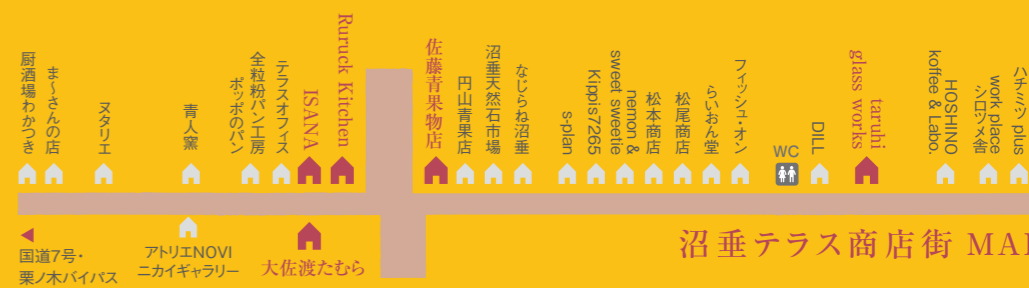 厨酒場わかつき
ま〜さんの店
ヌタリエ
青人窯
ポッポのパン
全粒粉パン工房
テラスオフィス
ISANA
Ruruck Kitchen
佐藤青果物店
円山青果店
沼垂天然石市場
なじらね沼垂
s-plan
Kippis7265
sweet sweetie
nemon &
松本商店
松尾商店
らいおん堂
フィッシュ・オン
WC
DILL
glass works
taruhi
koffee & Labo.
HOSHINO
シロツメ舎
work place
ハチミツ plus
国道7号・
栗ノ木バイパス
アトリエNOVI
ニカイギャラリー
大佐渡たむら
沼垂テラス商店街 MA